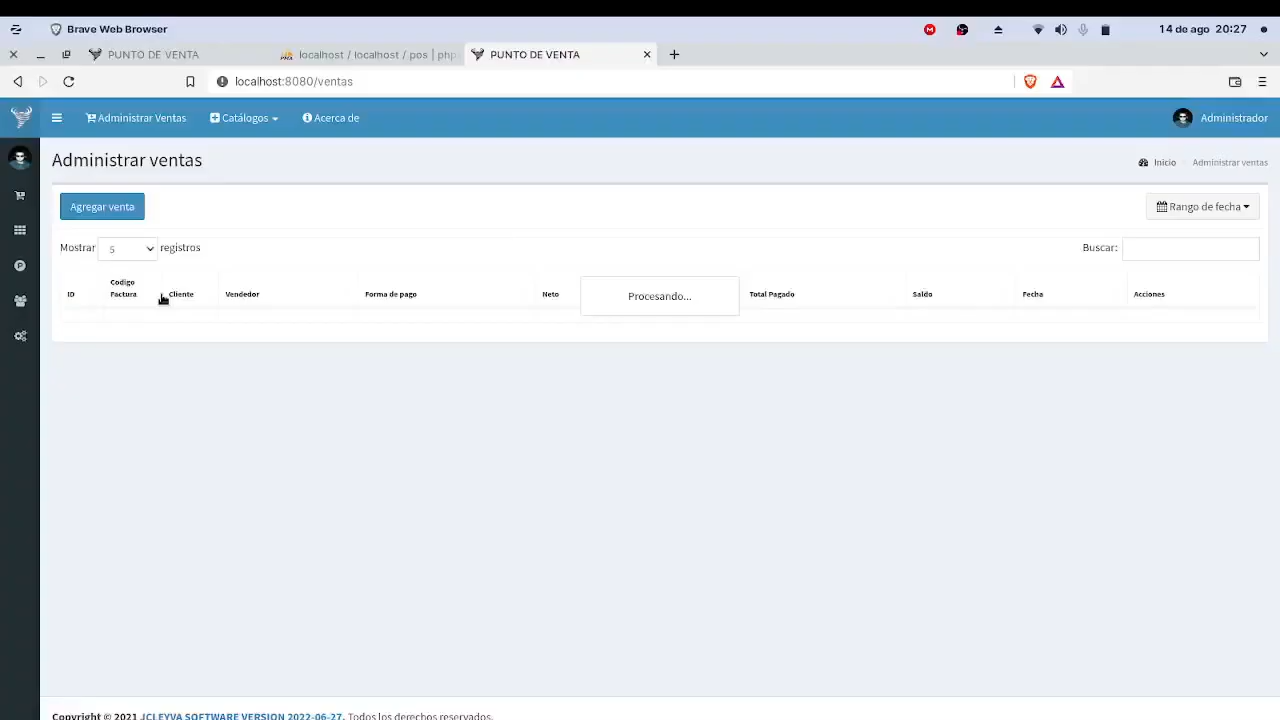 Brave Web Browser
14 de ago 20:27
PUNTO DE VENTA
localhost / localhost / pos | php
PUNTO DE VENTA
localhost:8080/ventas
Administrar Ventas
Catálogos
Acerca de
Administrador
Administrar ventas
Inicio
Administrar ventas
Agregar venta
Rango de fecha
Mostrar 5 registros
Buscar:
ID
Codigo
Factura
Cliente
Vendedor
Forma de pago
Neto
Procesando...
Total Pagado
Saldo
Fecha
Acciones
Copyright © 2021 JCLEYVA SOFTWARE VERSION 2022-06-27. Todos los derechos reservados.